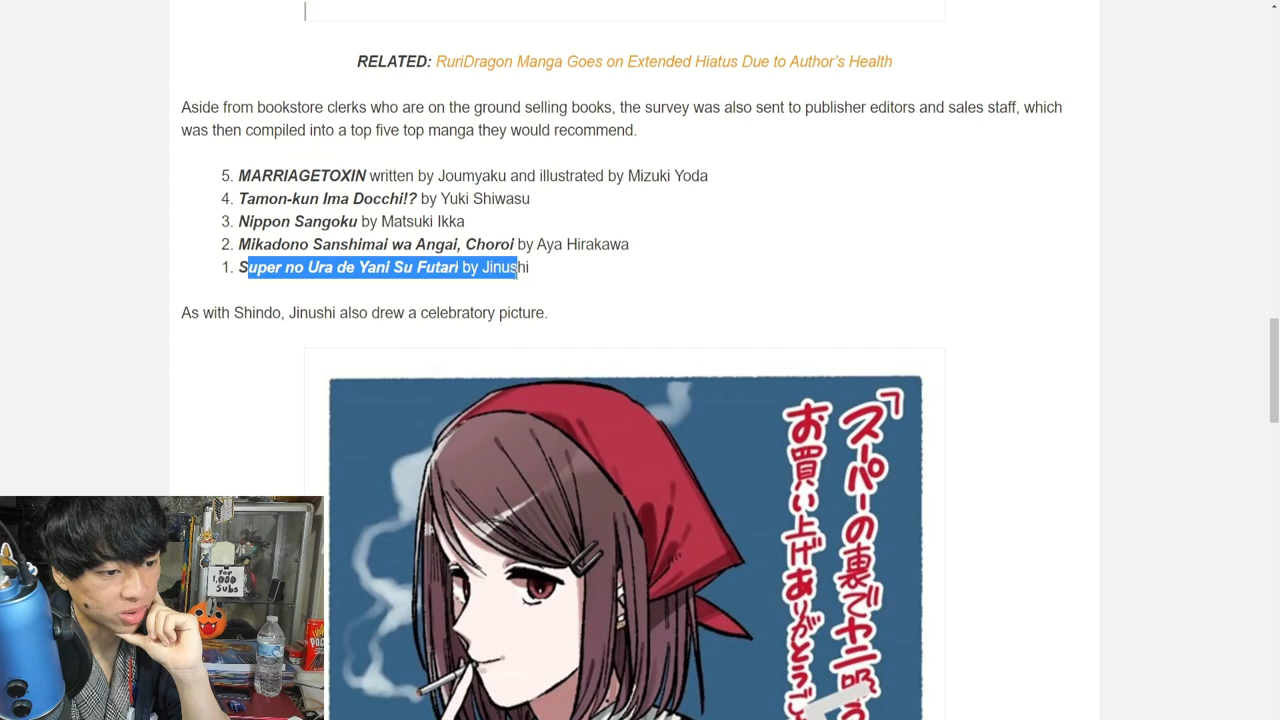 RELATED: RuriDragon Manga Goes on Extended Hiatus Due to Author's Health
Aside from bookstore clerks who are on the ground selling books, the survey was also sent to publisher editors and sales staff, which
was then compiled into a top five top manga they would recommend.
5. MARRIAGETOXIN written by Joumyaku and illustrated by Mizuki Yoda
4. Tamon-kun Ima Docchi!? by Yuki Shiwasu
3. Nippon Sangoku by Matsuki Ikka
2. Mikadono Sanshimai wa Angai, Choroi by Aya Hirakawa
1. Super no Ura de Yani Su Futari by Jinushi
As with Shindo, Jinushi also drew a celebratory picture.
「スーパーの裏でヤニ吸う
お買い上げありがとうご
For
1,000
Subs